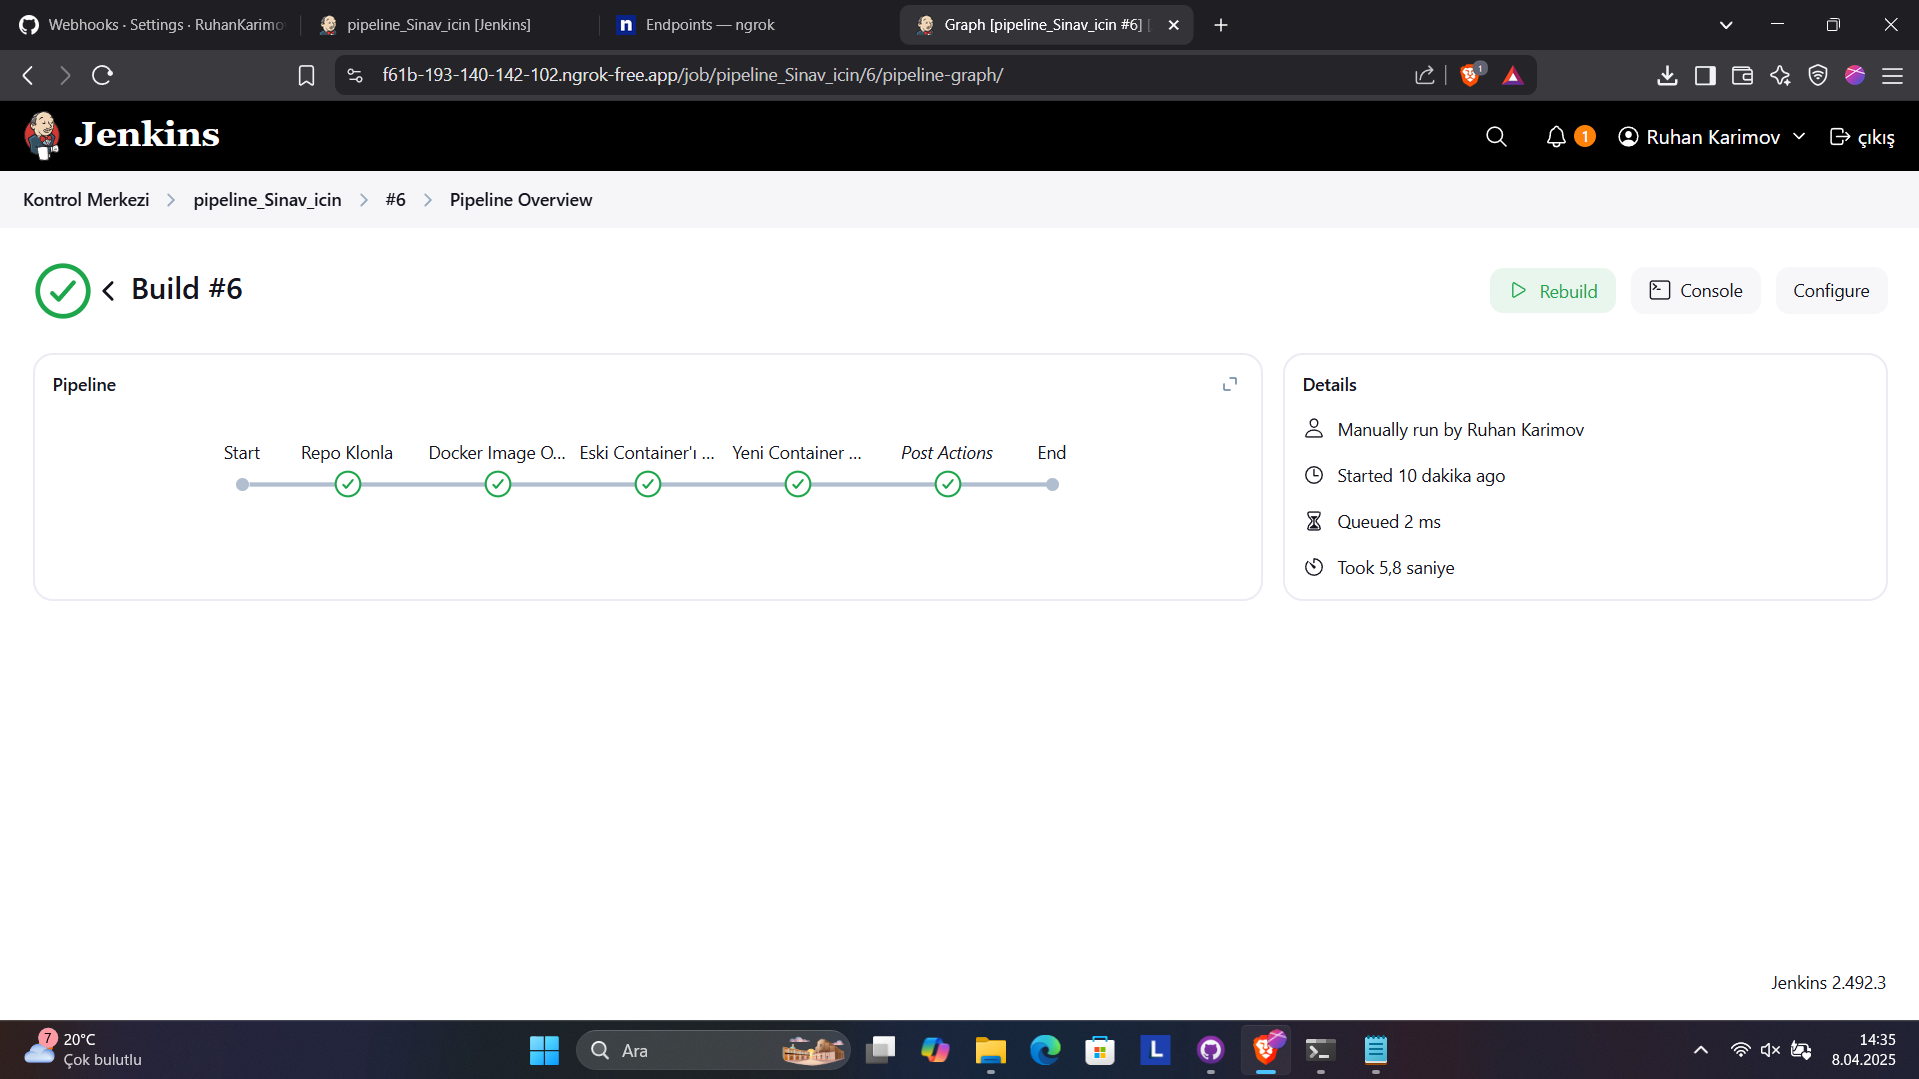 Webhooks · Settings · RuhanKarimo
pipeline_Sinav_icin [Jenkins]
Endpoints — ngrok
Graph [pipeline_Sinav_icin #6] [
f61b-193-140-142-102.ngrok-free.app/job/pipeline_Sinav_icin/6/pipeline-graph/
1
Jenkins
1
Ruhan Karimov
çıkış
Kontrol Merkezi
pipeline_Sinav_icin
#6
Pipeline Overview
Build #6
Rebuild
Console
Configure
Pipeline
Start
Repo Klonla
Docker Image O...
Eski Container'ı ...
Yeni Container ...
Post Actions
End
Details
Manually run by Ruhan Karimov
Started 10 dakika ago
Queued 2 ms
Took 5,8 saniye
Jenkins 2.492.3
7
20°C
Çok bulutlu
Ara
L
14:35
8.04.2025